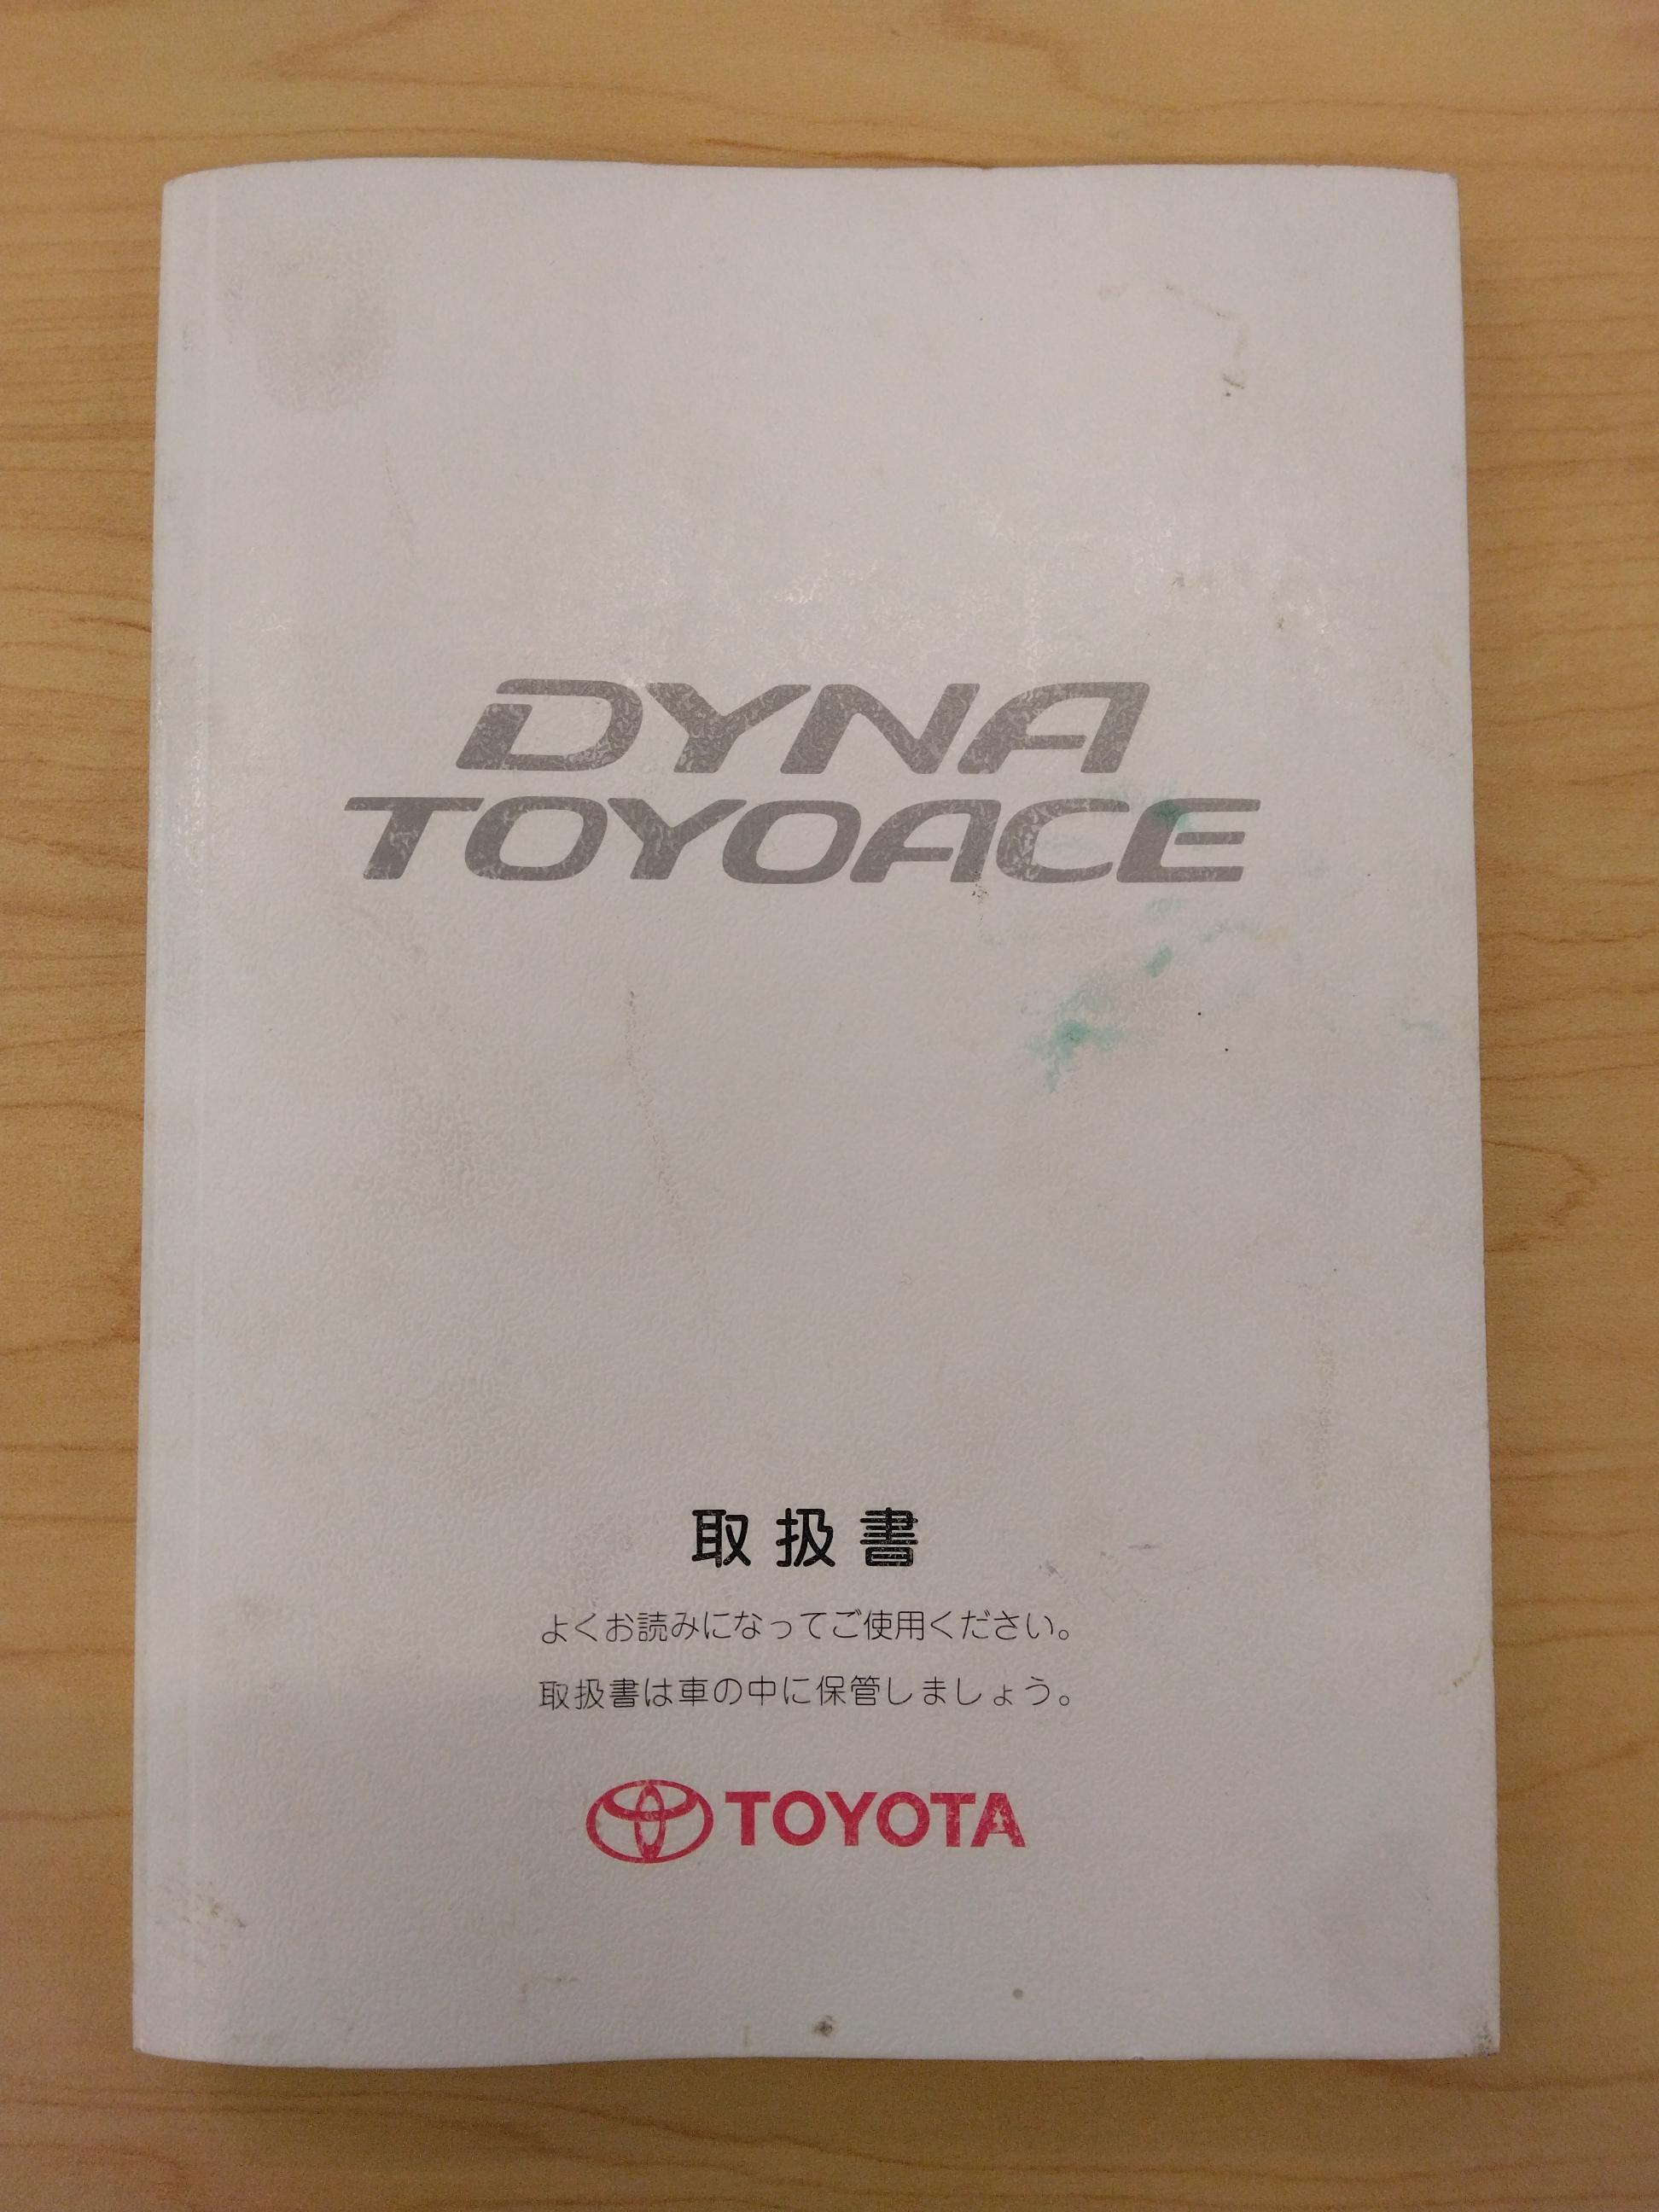 DYNA
TOYOACE
取扱書
よくお読みになってご使用ください。
取扱書は車の中に保管しましょう。
TOYOTA